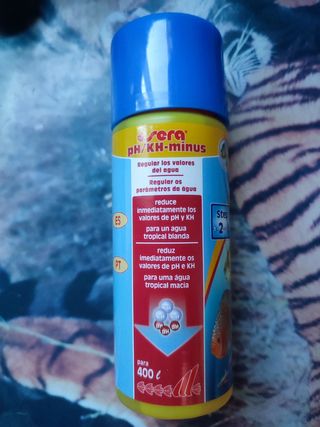 sera
pH/KH-minus
Regular los valores
del agua
Regular os
parâmetros da água
ES
reduce
inmediatamente los
valores de pH y KH
para un agua
tropical blanda
PT
reduz
imediatamente os
valores de pH e KH
para uma água
tropical macia
Step
2
para
400 ℓ